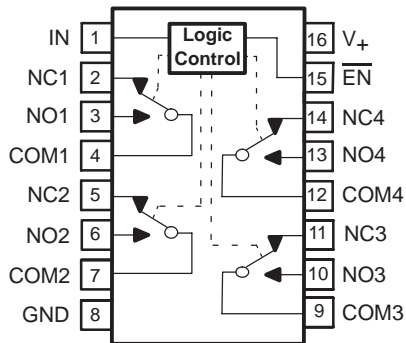 IN 1 Logic Control 16 V+
15 E̅N̅
NC1 2
NO1 3
14 NC4
13 NO4
COM1 4
12 COM4
NC2 5
11 NC3
NO2 6
10 NO3
COM2 7
GND 8
9 COM3